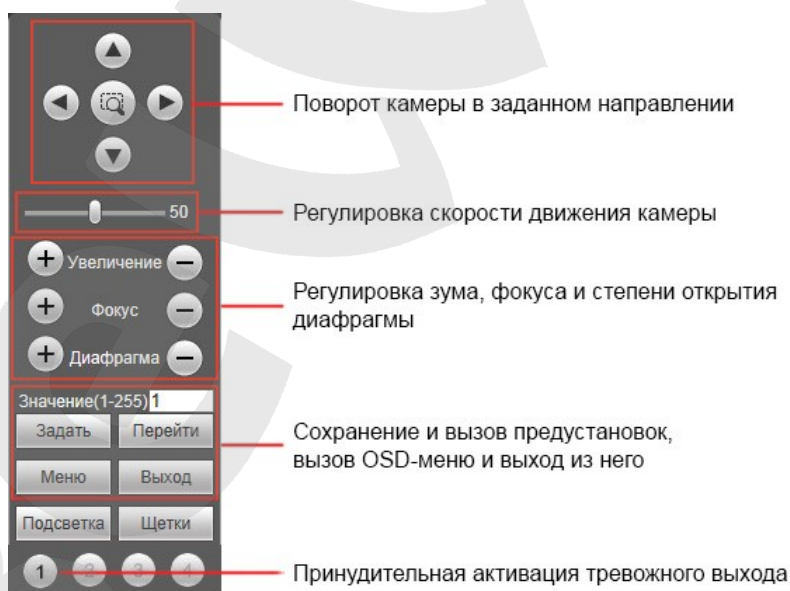 Поворот камеры в заданном направлении
50
Регулировка скорости движения камеры
+ Увеличение −
+ Фокус −
+ Диафрагма −
Регулировка зума, фокуса и степени открытия
диафрагмы
Значение(1-255) 1
Задать Перейти
Меню Выход
Сохранение и вызов предустановок,
вызов OSD-меню и выход из него
Подсветка Щетки
1 2 3 4
Принудительная активация тревожного выхода